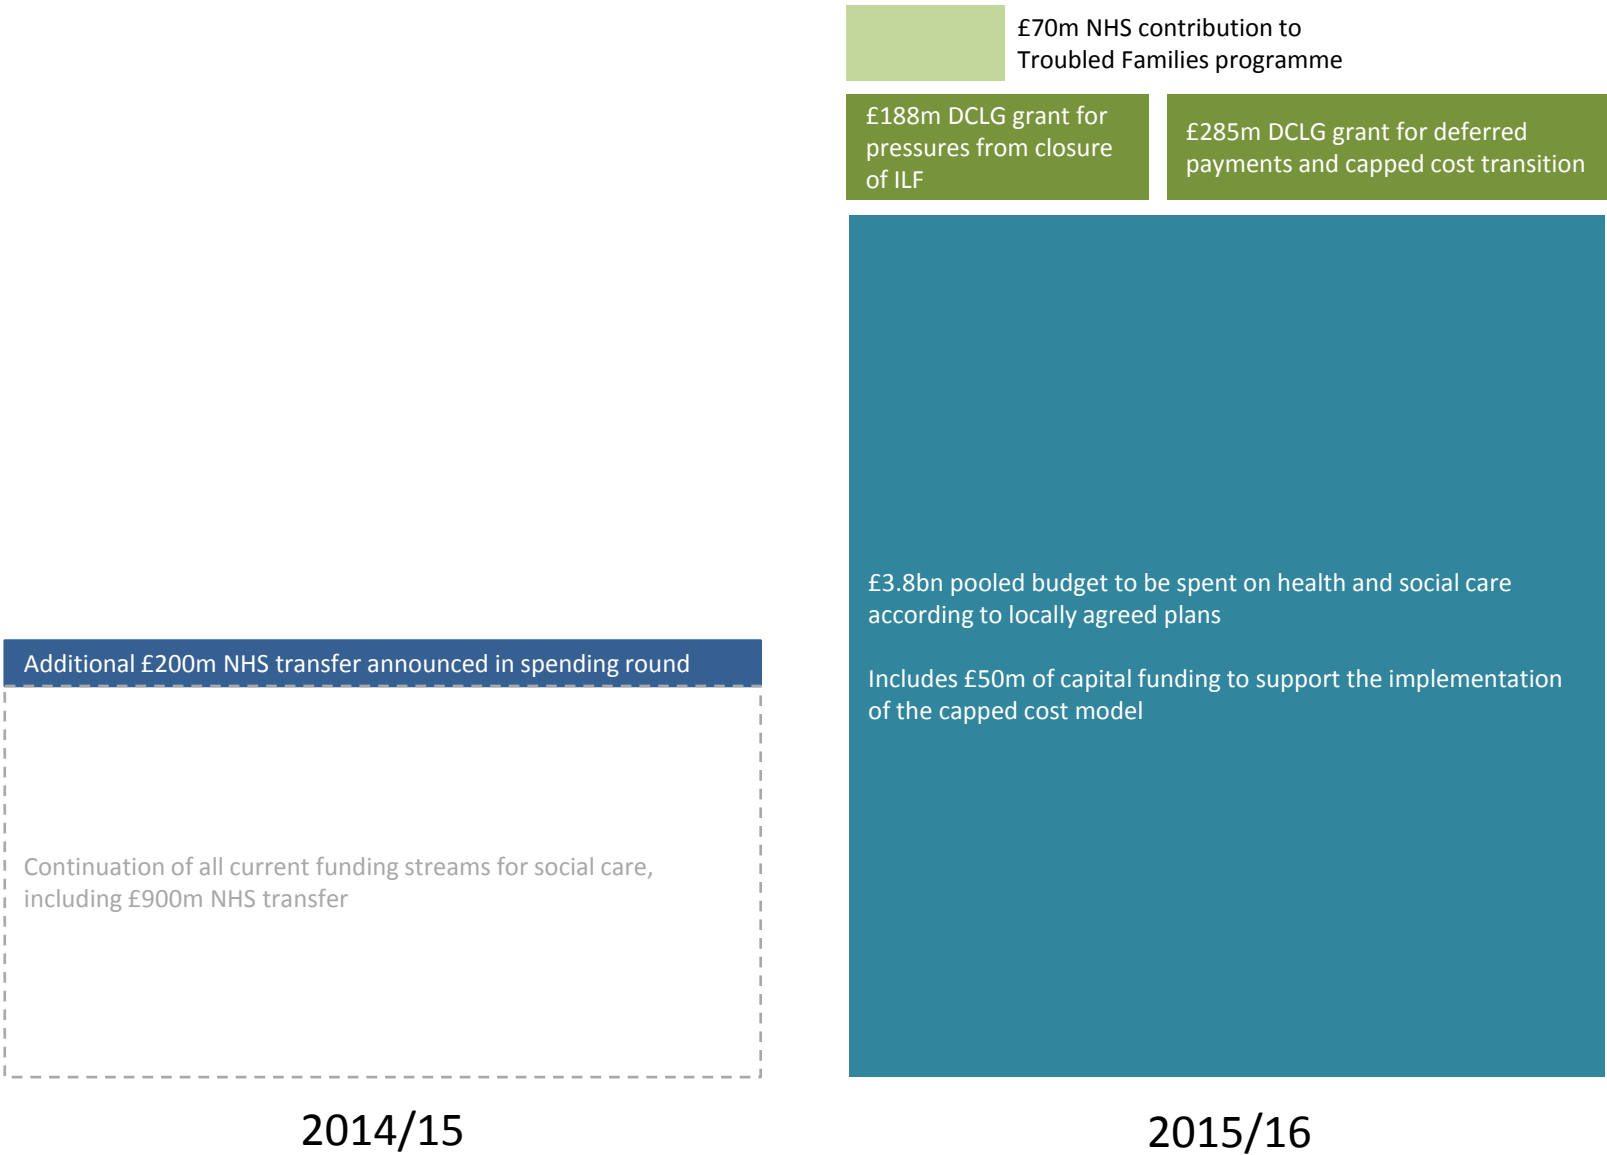 £70m NHS contribution to
Troubled Families programme
£188m DCLG grant for
pressures from closure
of ILF
£285m DCLG grant for deferred
payments and capped cost transition
£3.8bn pooled budget to be spent on health and social care
according to locally agreed plans
Includes £50m of capital funding to support the implementation
of the capped cost model
Additional £200m NHS transfer announced in spending round
Continuation of all current funding streams for social care,
including £900m NHS transfer
2014/15
2015/16